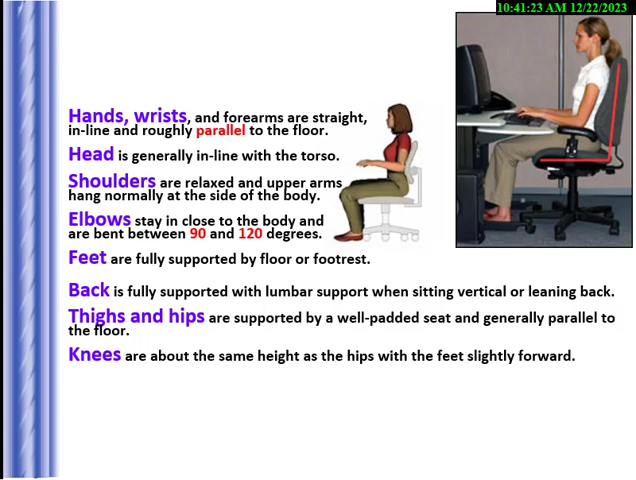 10:41:23 AM 12/22/2023
Hands, wrists, and forearms are straight,
in-line and roughly parallel to the floor.
Head is generally in-line with the torso.
Shoulders are relaxed and upper arms
hang normally at the side of the body.
Elbows stay in close to the body and
are bent between 90 and 120 degrees.
Feet are fully supported by floor or footrest.
Back is fully supported with lumbar support when sitting vertical or leaning back.
Thighs and hips are supported by a well-padded seat and generally parallel to
the floor.
Knees are about the same height as the hips with the feet slightly forward.